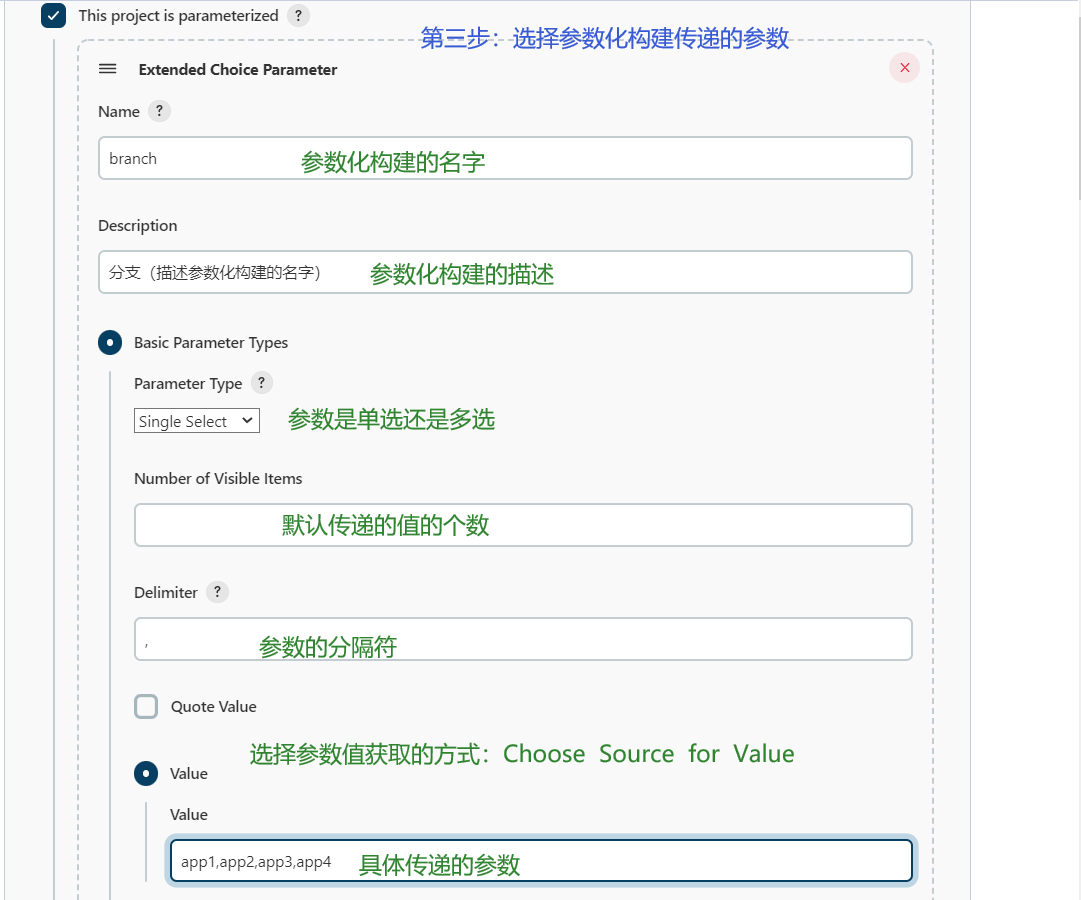 This project is parameterized ?
第三步：选择参数化构建传递的参数
Extended Choice Parameter
Name ?
branch 参数化构建的名字
Description
分支（描述参数化构建的名字） 参数化构建的描述
Basic Parameter Types
Parameter Type ?
Single Select 参数是单选还是多选
Number of Visible Items
默认传递的值的个数
Delimiter ?
, 参数的分隔符
Quote Value
选择参数值获取的方式：Choose Source for Value
Value
Value
app1,app2,app3,app4 具体传递的参数